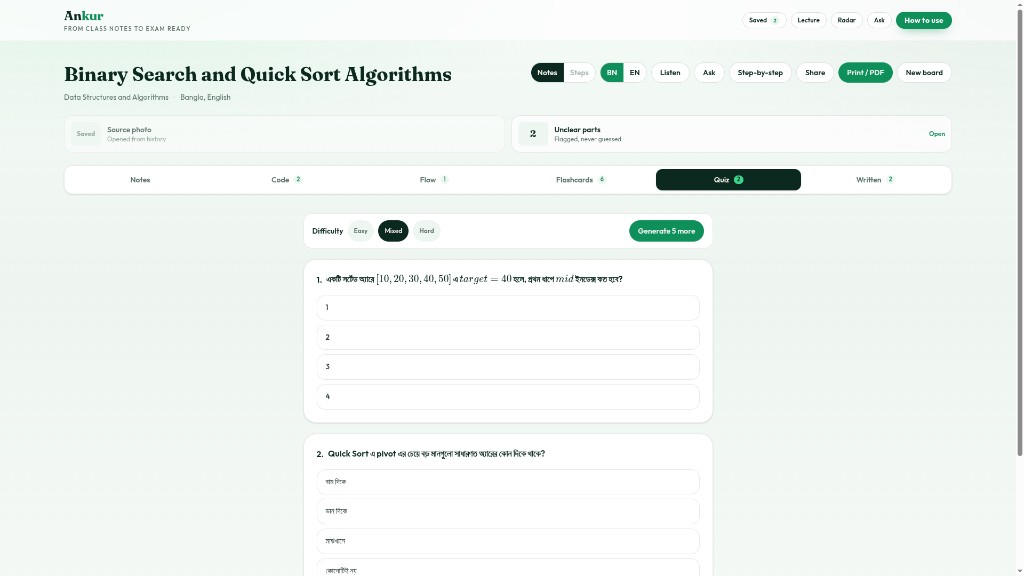 Ankur
FROM CLASS NOTES TO EXAM READY
Saved 2 Lecture Radar Ask How to use
Binary Search and Quick Sort Algorithms
Data Structures and Algorithms · Bangla, English
Notes Steps BN EN Listen Ask Step-by-step Share Print / PDF New board
Saved Source photo
Opened from history
2 Unclear parts
Flagged, never guessed
Open
Notes Code 2 Flow 1 Flashcards 6 Quiz 2 Written 2
Difficulty Easy Mixed Hard Generate 5 more
1. একটি সর্টেড অ্যারে [10, 20, 30, 40, 50] এ target = 40 হলে, প্রথম ধাপে mid ইনডেক্স কত হবে?
1
2
3
4
2. Quick Sort এ pivot এর চেয়ে বড় মানগুলো সাধারণত অ্যারের কোন দিকে থাকে?
বাম দিকে
ডান দিকে
মাঝখানে
কোনোটিই নয়